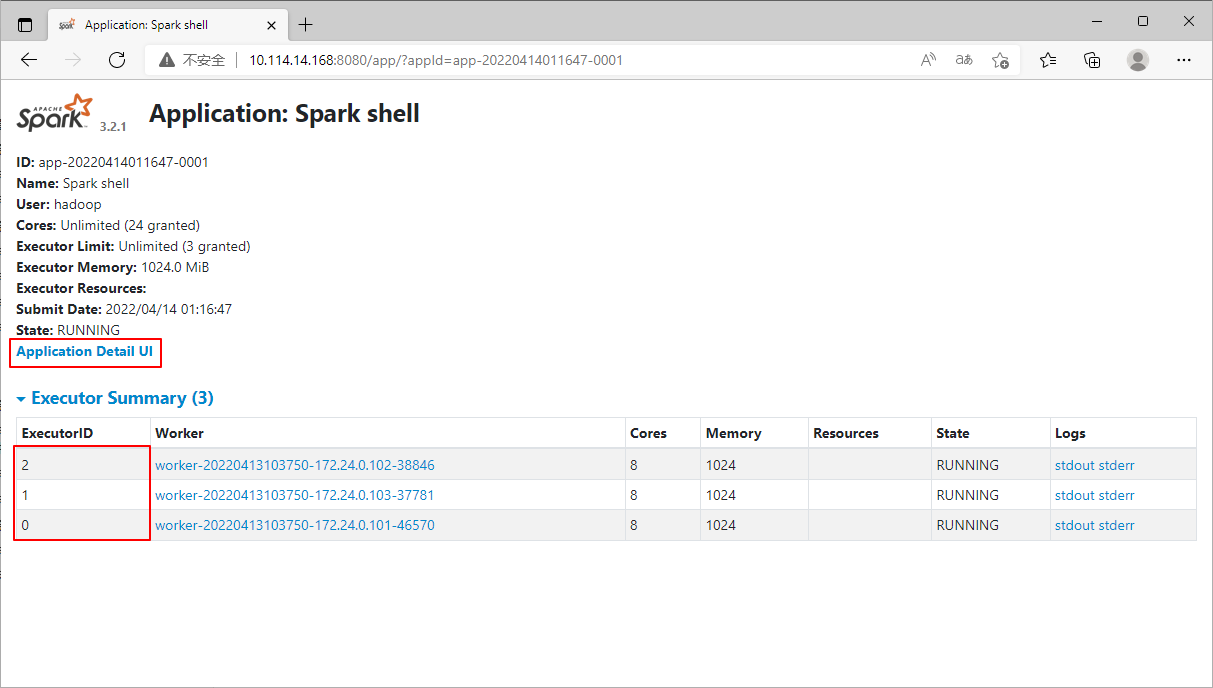 Application: Spark shell
不安全 10.114.14.168:8080/app/?appId=app-20220414011647-0001
APACHE Spark 3.2.1 Application: Spark shell
ID: app-20220414011647-0001
Name: Spark shell
User: hadoop
Cores: Unlimited (24 granted)
Executor Limit: Unlimited (3 granted)
Executor Memory: 1024.0 MiB
Executor Resources:
Submit Date: 2022/04/14 01:16:47
State: RUNNING
Application Detail UI
Executor Summary (3)
ExecutorID Worker Cores Memory Resources State Logs
2 worker-20220413103750-172.24.0.102-38846 8 1024 RUNNING stdout stderr
1 worker-20220413103750-172.24.0.103-37781 8 1024 RUNNING stdout stderr
0 worker-20220413103750-172.24.0.101-46570 8 1024 RUNNING stdout stderr